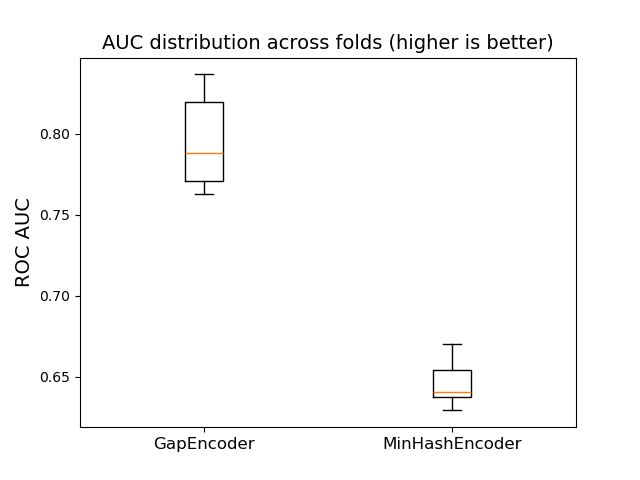 AUC distribution across folds (higher is better)
ROC AUC
0.80
0.75
0.70
0.65
GapEncoder
MinHashEncoder